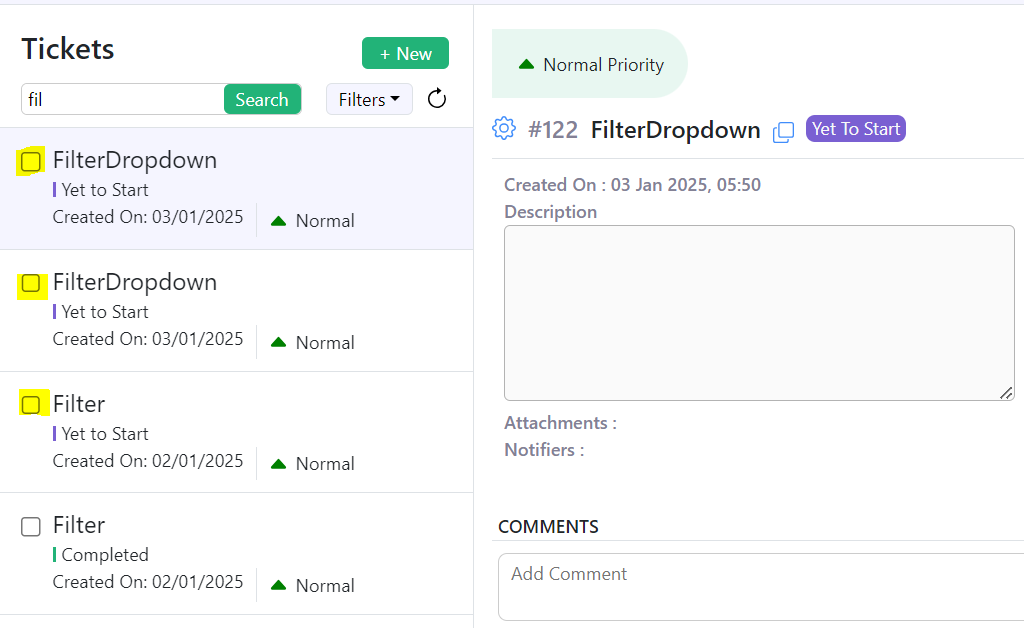 Tickets
+ New
fil
Search
Filters
FilterDropdown
Yet to Start
Created On: 03/01/2025
Normal
FilterDropdown
Yet to Start
Created On: 03/01/2025
Normal
Filter
Yet to Start
Created On: 02/01/2025
Normal
Filter
Completed
Created On: 02/01/2025
Normal
Normal Priority
#122 FilterDropdown Yet To Start
Created On : 03 Jan 2025, 05:50
Description
Attachments :
Notifiers :
COMMENTS
Add Comment